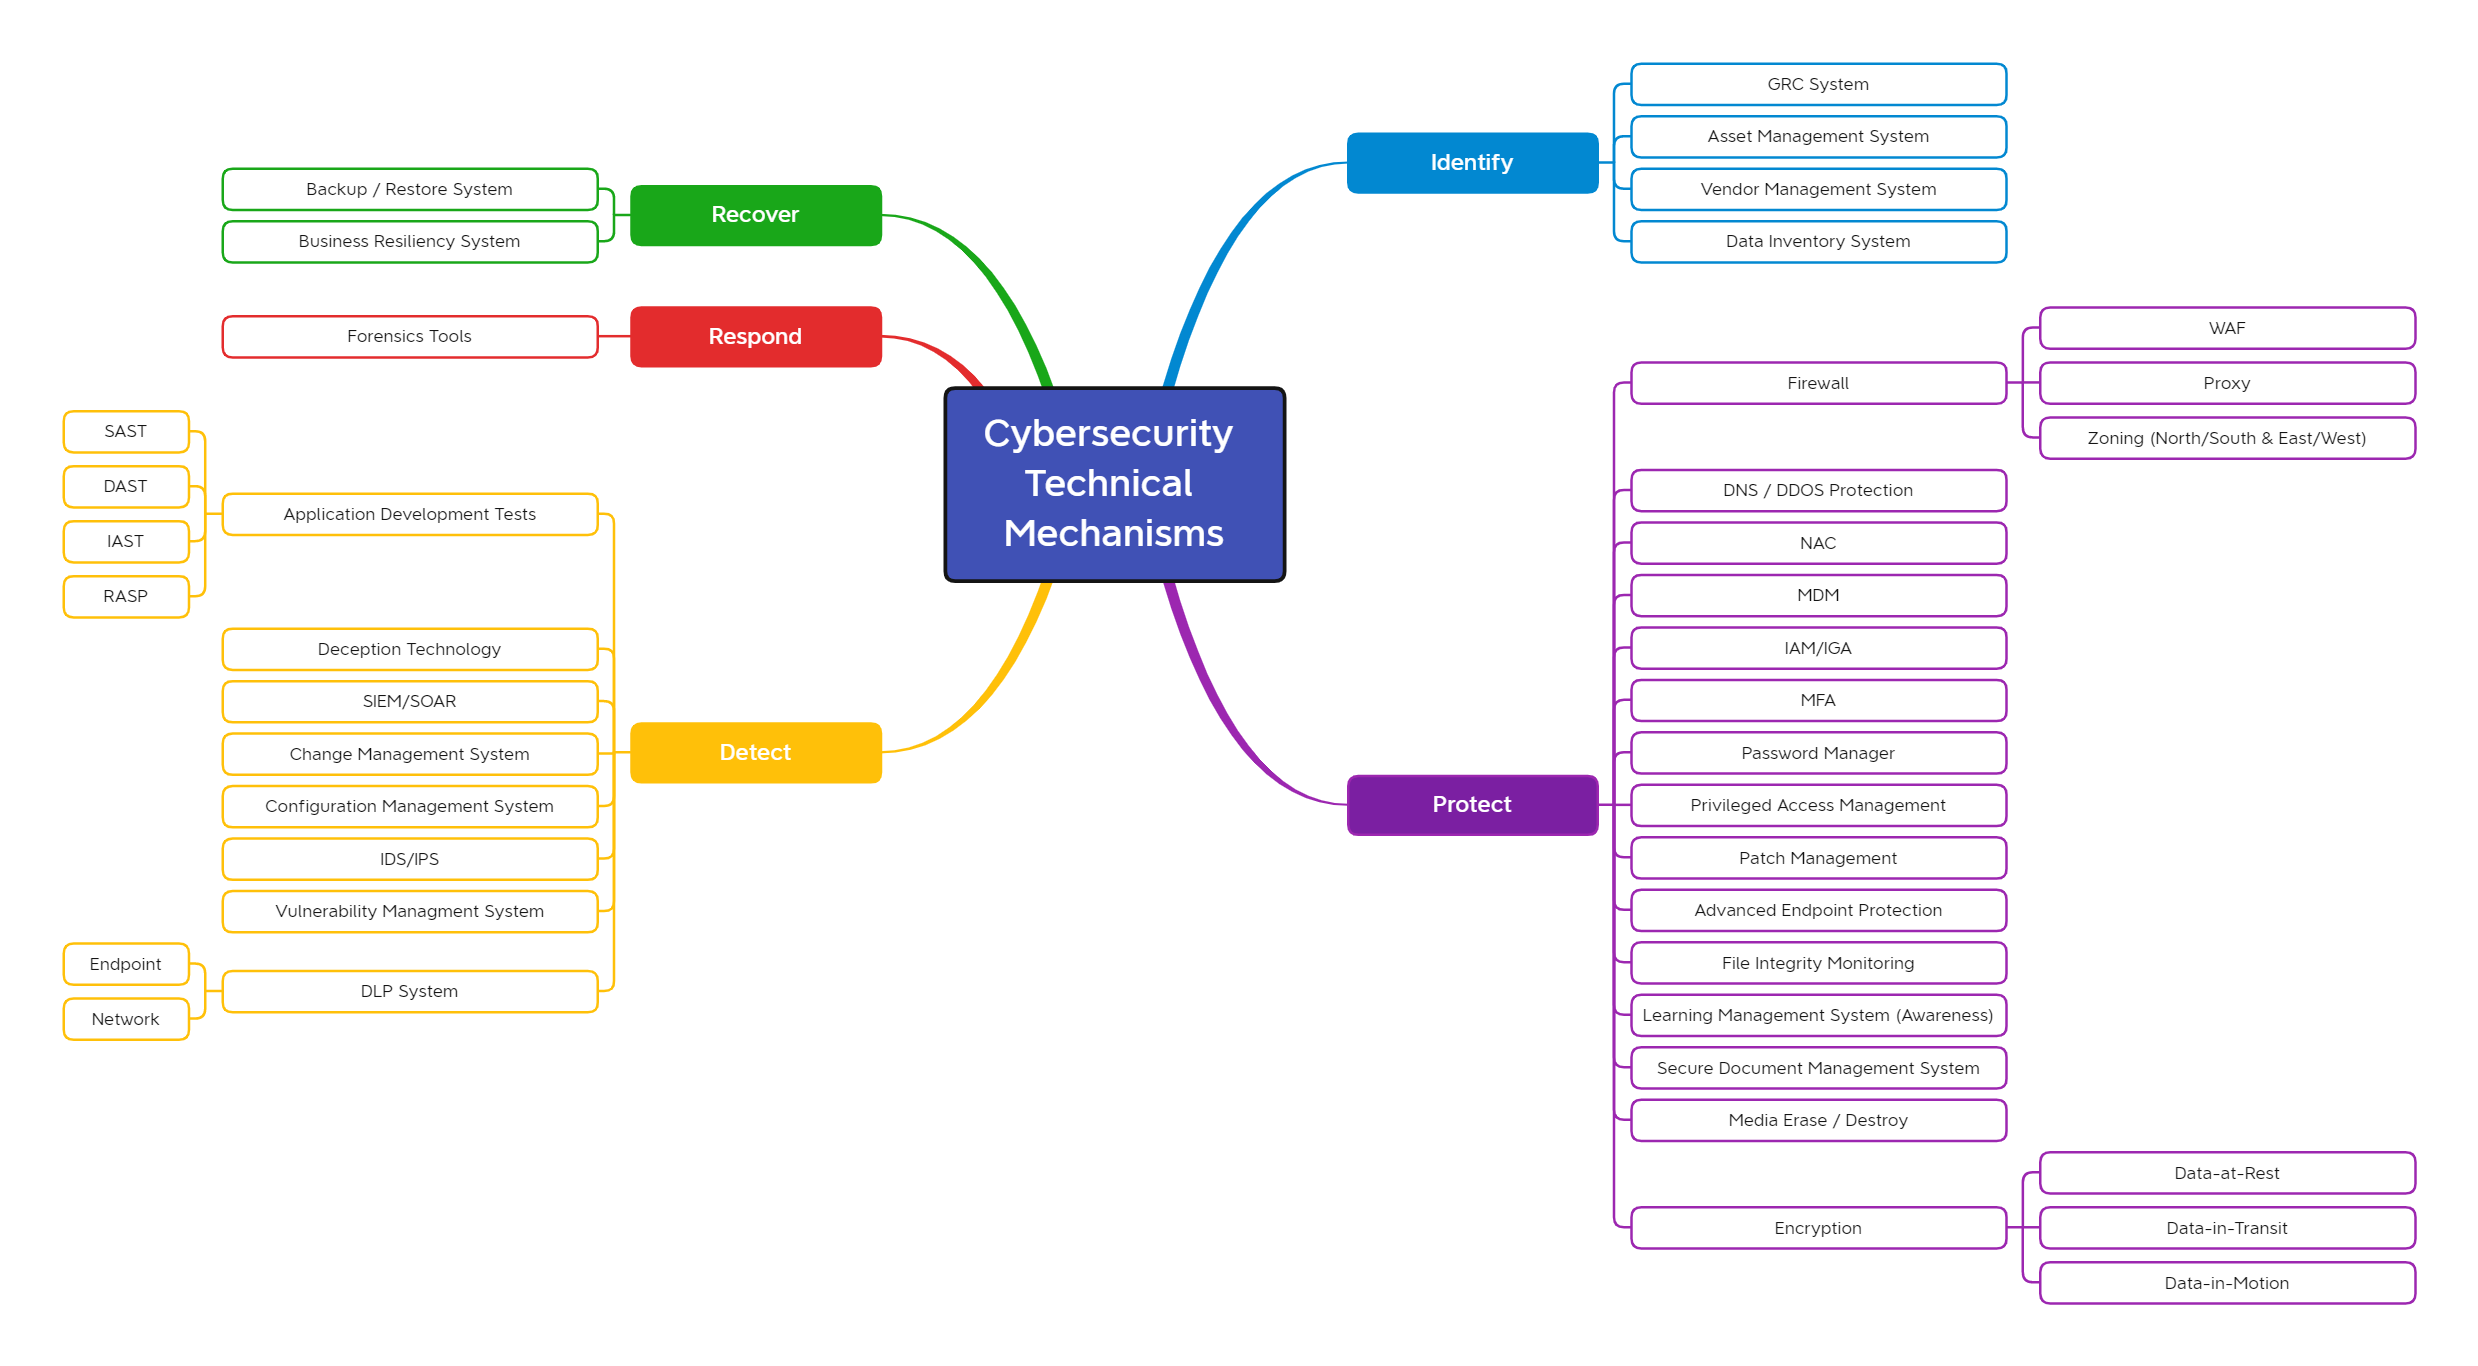 Cybersecurity
Technical
Mechanisms
Identify
GRC System
Asset Management System
Vendor Management System
Data Inventory System
Protect
Firewall
WAF
Proxy
Zoning (North/South & East/West)
DNS / DDOS Protection
NAC
MDM
IAM/IGA
MFA
Password Manager
Privileged Access Management
Patch Management
Advanced Endpoint Protection
File Integrity Monitoring
Learning Management System (Awareness)
Secure Document Management System
Media Erase / Destroy
Encryption
Data-at-Rest
Data-in-Transit
Data-in-Motion
Detect
Application Development Tests
SAST
DAST
IAST
RASP
Deception Technology
SIEM/SOAR
Change Management System
Configuration Management System
IDS/IPS
Vulnerability Managment System
DLP System
Endpoint
Network
Respond
Forensics Tools
Recover
Backup / Restore System
Business Resiliency System